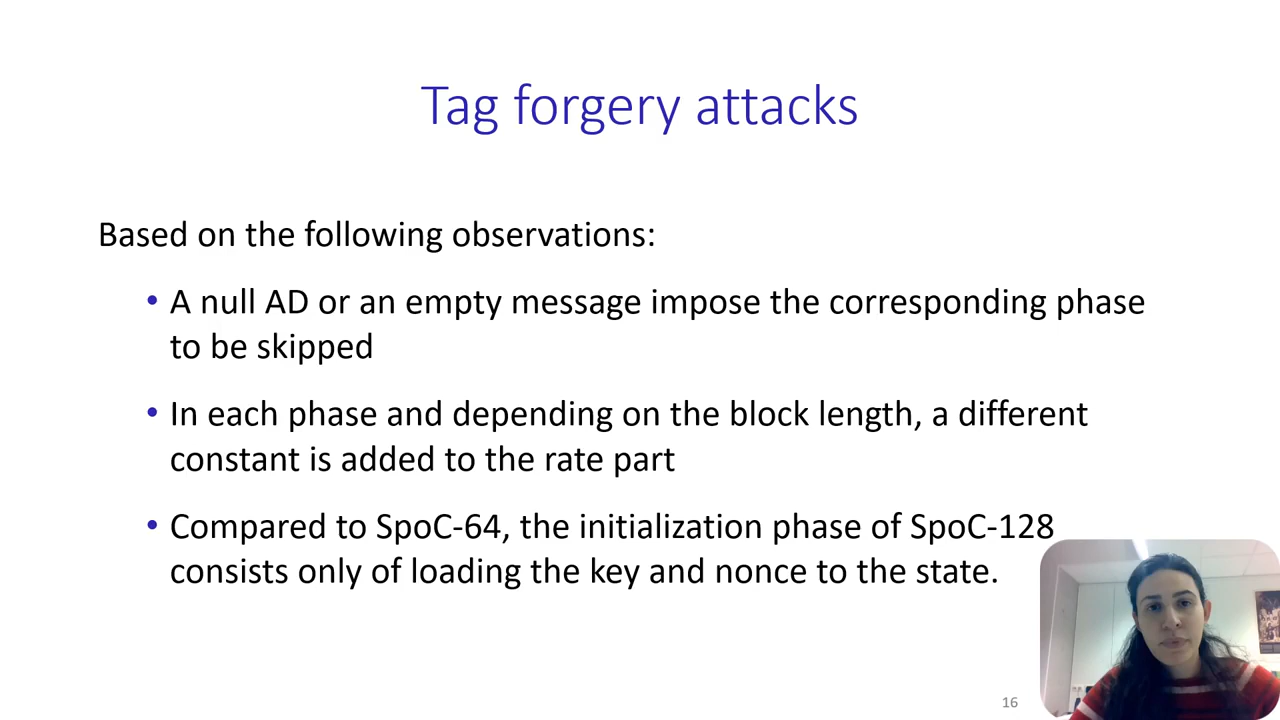 Tag forgery attacks
Based on the following observations:
• A null AD or an empty message impose the corresponding phase
to be skipped
• In each phase and depending on the block length, a different
constant is added to the rate part
• Compared to SpoC-64, the initialization phase of SpoC-128
consists only of loading the key and nonce to the state.
16